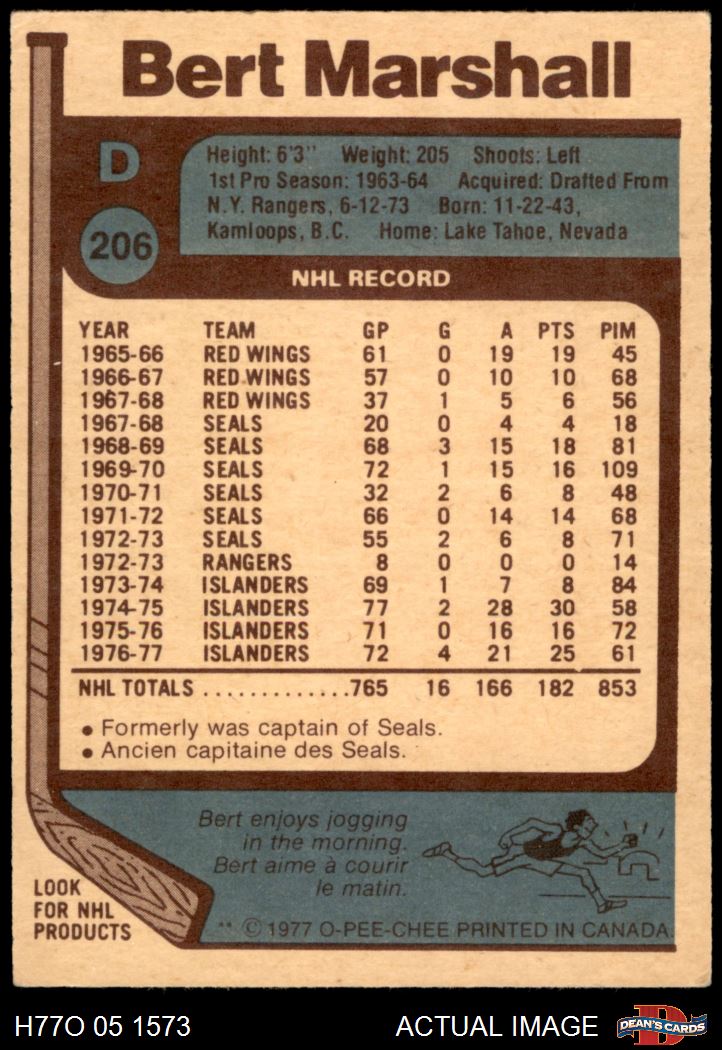 Bert Marshall
D
206
Height: 6'3" Weight: 205 Shoots: Left
1st Pro Season: 1963-64 Acquired: Drafted From
N.Y. Rangers, 6-12-73 Born: 11-22-43,
Kamloops, B.C. Home: Lake Tahoe, Nevada
NHL RECORD
YEAR TEAM GP G A PTS PIM
1965-66 RED WINGS 61 0 19 19 45
1966-67 RED WINGS 57 0 10 10 68
1967-68 RED WINGS 37 1 5 6 56
1967-68 SEALS 20 0 4 4 18
1968-69 SEALS 68 3 15 18 81
1969-70 SEALS 72 1 15 16 109
1970-71 SEALS 32 2 6 8 48
1971-72 SEALS 66 0 14 14 68
1972-73 SEALS 55 2 6 8 71
1972-73 RANGERS 8 0 0 0 14
1973-74 ISLANDERS 69 1 7 8 84
1974-75 ISLANDERS 77 2 28 30 58
1975-76 ISLANDERS 71 0 16 16 72
1976-77 ISLANDERS 72 4 21 25 61
NHL TOTALS .............765 16 166 182 853
• Formerly was captain of Seals.
• Ancien capitaine des Seals.
Bert enjoys jogging
in the morning.
Bert aime à courir
le matin.
LOOK
FOR NHL
PRODUCTS
** © 1977 O-PEE-CHEE PRINTED IN CANADA.
H77O 05 1573
ACTUAL IMAGE
D
DEAN'S CARDS